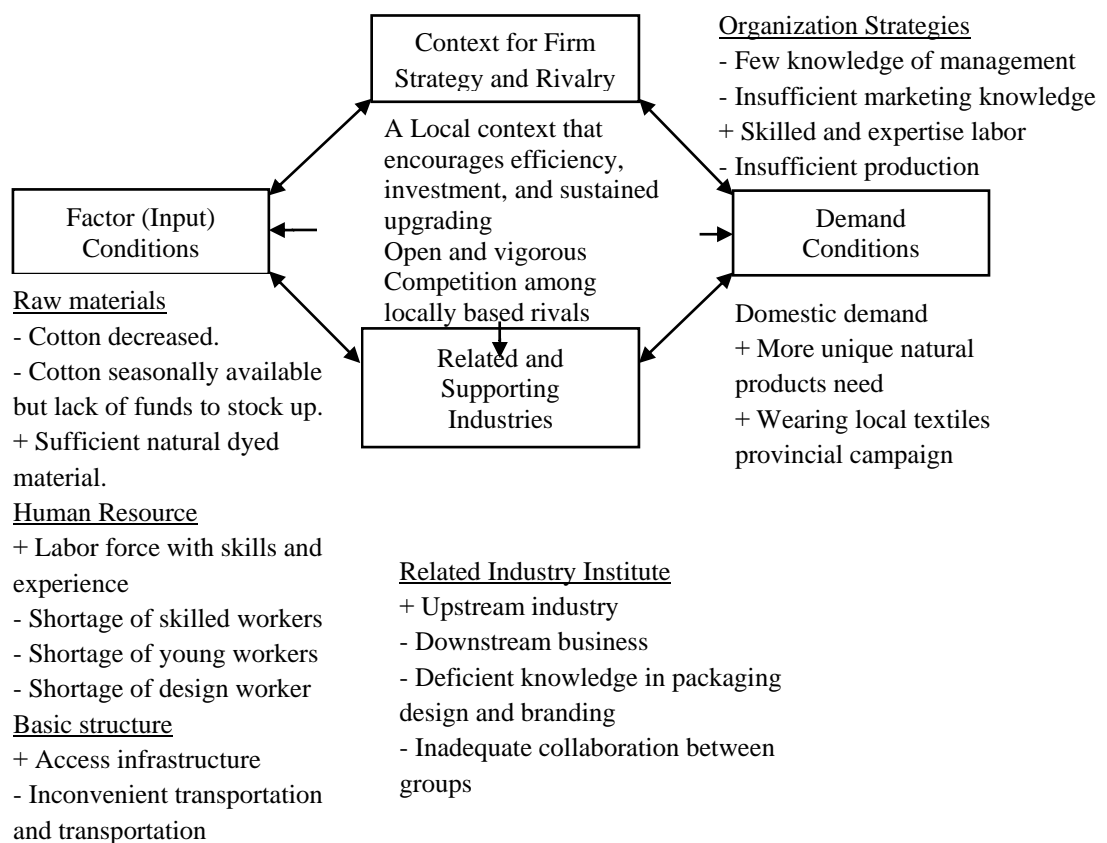 Context for Firm
Strategy and Rivalry
Organization Strategies
- Few knowledge of management
- Insufficient marketing knowledge
+ Skilled and expertise labor
- Insufficient production
A Local context that
encourages efficiency,
investment, and sustained
upgrading
Open and vigorous
Competition among
locally based rivals
Factor (Input)
Conditions
Demand
Conditions
Raw materials
- Cotton decreased.
- Cotton seasonally available
but lack of funds to stock up.
+ Sufficient natural dyed
material.
Human Resource
+ Labor force with skills and
experience
- Shortage of skilled workers
- Shortage of young workers
- Shortage of design worker
Basic structure
+ Access infrastructure
- Inconvenient transportation
and transportation
Related and
Supporting
Industries
Domestic demand
+ More unique natural
products need
+ Wearing local textiles
provincial campaign
Related Industry Institute
+ Upstream industry
- Downstream business
- Deficient knowledge in packaging
design and branding
- Inadequate collaboration between
groups